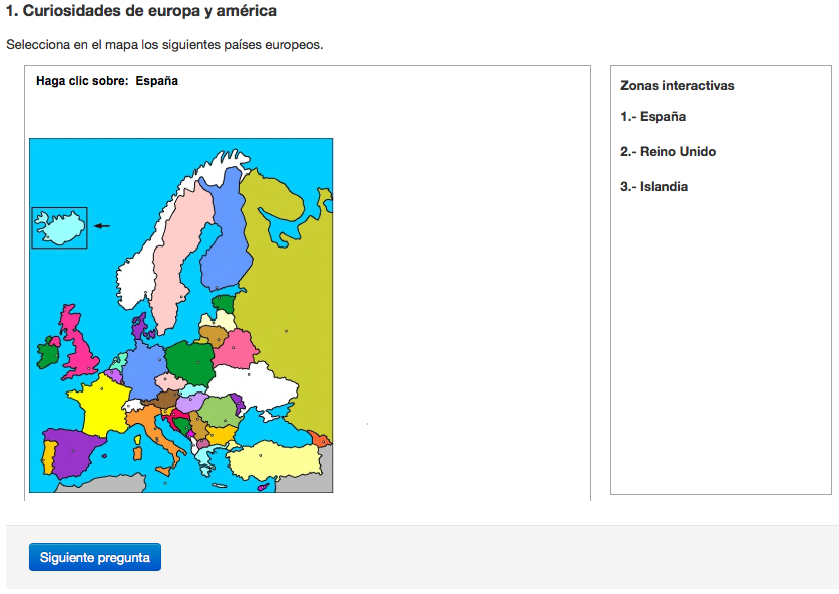 1. Curiosidades de europa y américa
Selecciona en el mapa los siguientes países europeos.
Haga clic sobre: España
Zonas interactivas
1.- España
2.- Reino Unido
3.- Islandia
Siguiente pregunta